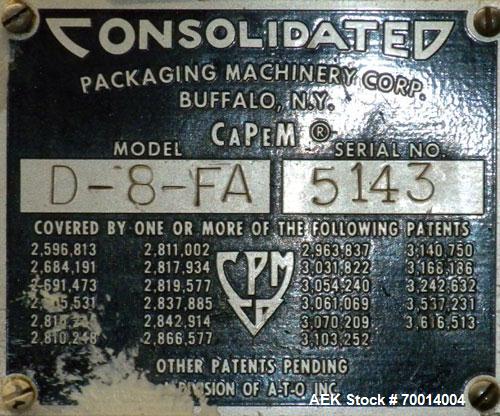 CONSOLIDATED
PACKAGING MACHINERY CORP.
BUFFALO, N.Y.
CAPEM ®
MODEL SERIAL NO.
D-8-FA 5143
COVERED BY ONE OR MORE OF THE FOLLOWING PATENTS
2,596,813 2,811,002 2,963,837 3,140,750
2,684,191 2,817,934 3,031,822 3,168,186
2,691,473 2,819,577 3,054,240 3,242,632
2,837,885 3,061,069 3,537,231
2,842,914 3,070,209 3,616,513
2,810,248 2,866,577 3,103,252
CPM
CO
OTHER PATENTS PENDING
DIVISION OF A-T-O INC.
AEK Stock # 70014004